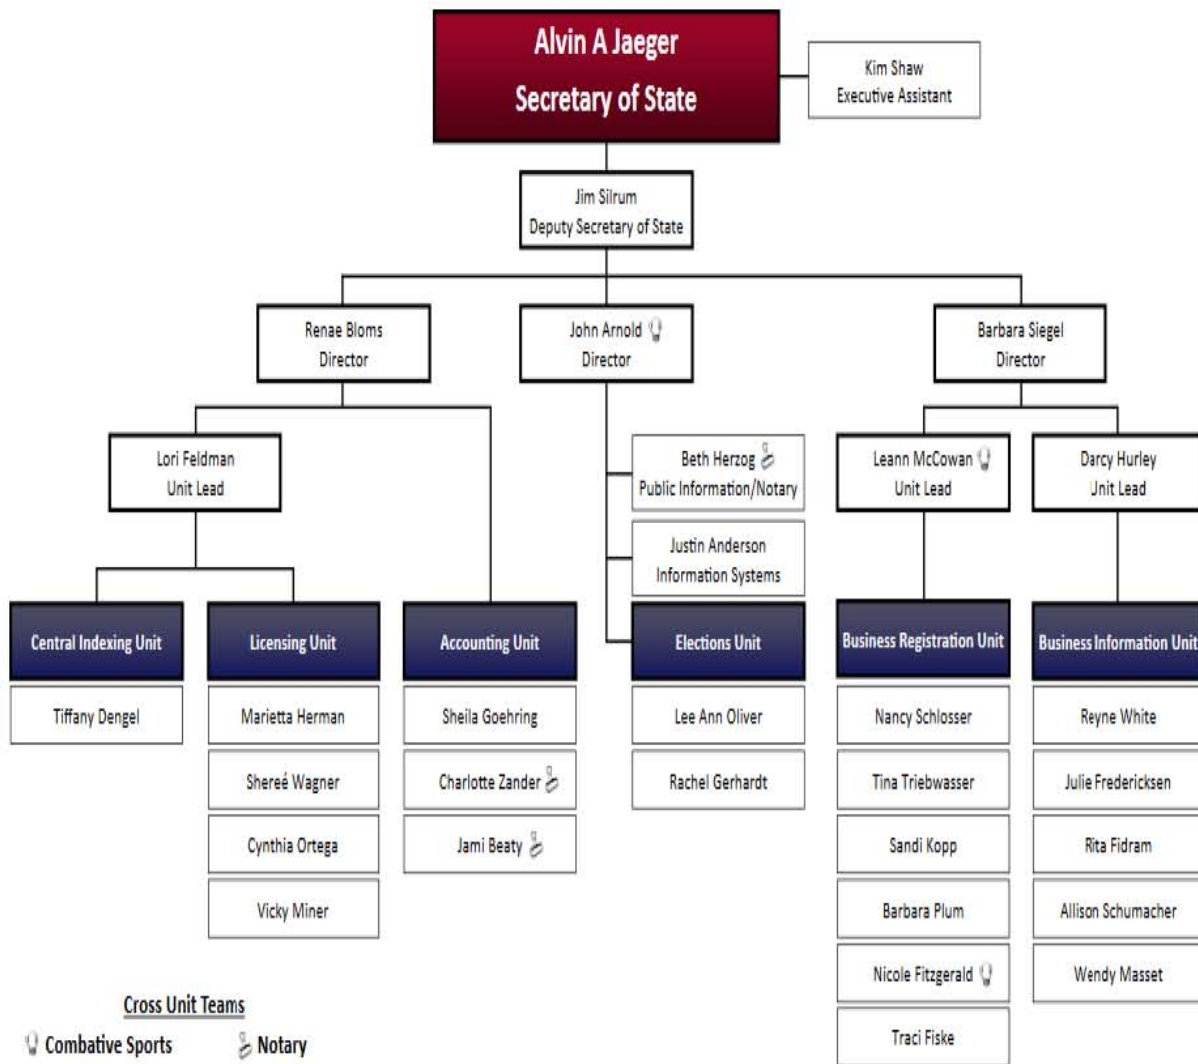 Alvin A Jaeger
Secretary of State
Kim Shaw
Executive Assistant
Jim Silrum
Deputy Secretary of State
Renae Bloms
Director
John Arnold
Director
Barbara Siegel
Director
Lori Feldman
Unit Lead
Beth Herzog
Public Information/Notary
Leann McCowan
Unit Lead
Darcy Hurley
Unit Lead
Justin Anderson
Information Systems
Central Indexing Unit
Licensing Unit
Accounting Unit
Elections Unit
Business Registration Unit
Business Information Unit
Tiffany Dengel
Marietta Herman
Sheila Goehring
Lee Ann Oliver
Nancy Schlosser
Reyne White
Shereé Wagner
Charlotte Zander
Rachel Gerhardt
Tina Triebwasser
Julie Fredericksen
Cynthia Ortega
Jami Beaty
Sandi Kopp
Rita Fidram
Vicky Miner
Barbara Plum
Allison Schumacher
Nicole Fitzgerald
Wendy Masset
Traci Fiske
Cross Unit Teams
Combative Sports
Notary